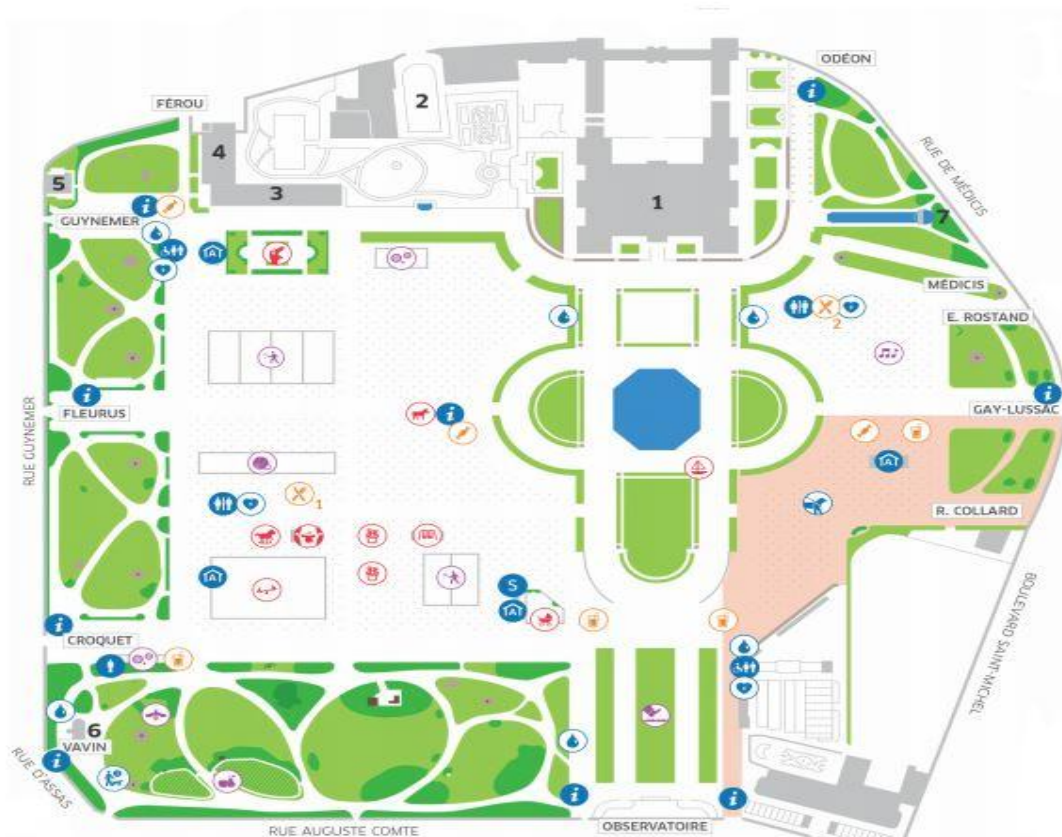 ODÉON
FÉROU
2
RUE DE MÉDICIS
4
5
3
1
7
i
i
GUYNEMER
A
MÉDICIS
E. ROSTAND
2
i
i
FLEURUS
i
GAY-LUSSAC
RUE GUYNEMER
A
1
R. COLLARD
A
S
A
BOULEVARD SAINT-MICHEL
i
CROQUET
6
VAVIN
i
RUE D'ASSAS
i
i
OBSERVATOIRE
RUE AUGUSTE COMTE